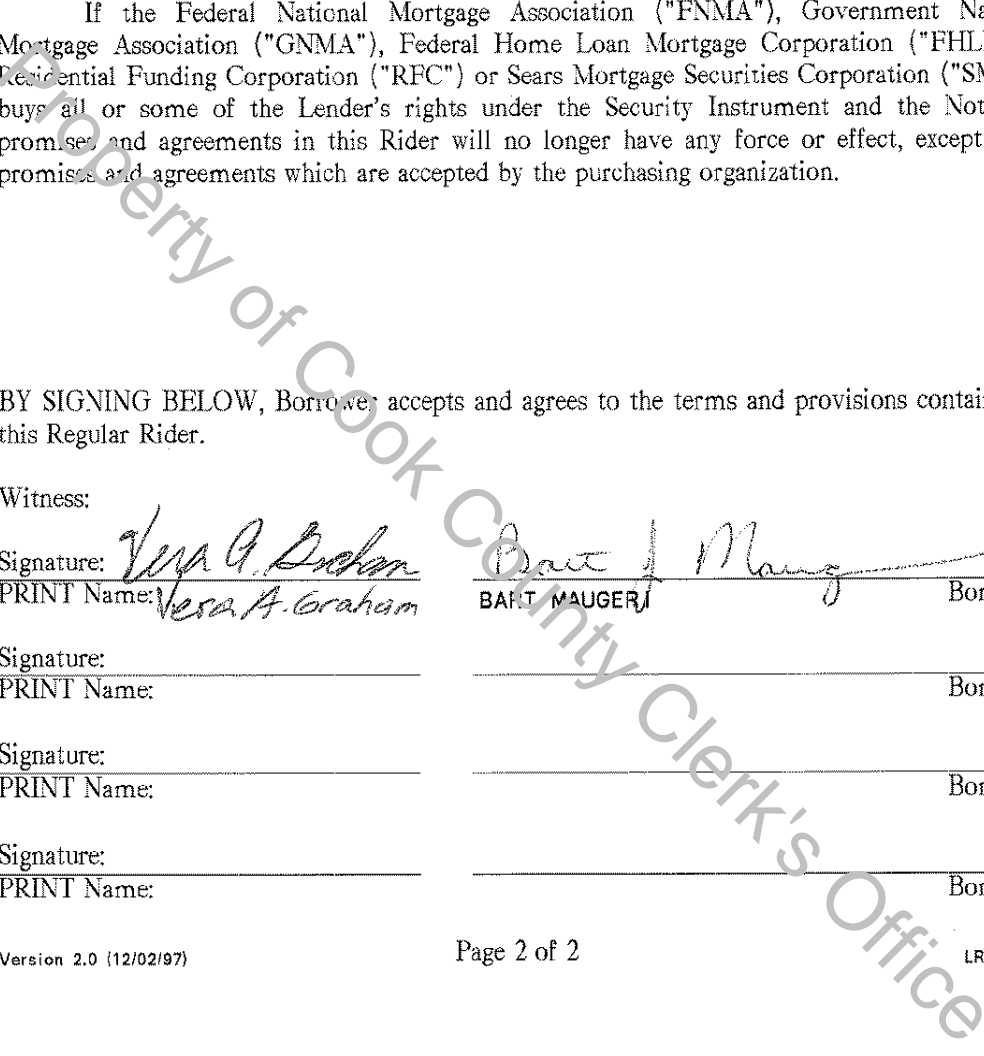 If the Federal National Mortgage Association ("FNMA"), Government Na
Mortgage Association ("GNMA"), Federal Home Loan Mortgage Corporation ("FHL
Residential Funding Corporation ("RFC") or Sears Mortgage Securities Corporation ("SM
buys all or some of the Lender's rights under the Security Instrument and the Not
promises and agreements in this Rider will no longer have any force or effect, except
promises and agreements which are accepted by the purchasing organization.
BY SIGNING BELOW, Borrower accepts and agrees to the terms and provisions contai
this Regular Rider.
Witness:
Signature: Vera A. Graham Bart J Maug
PRINT Name: Vera A. Graham BART MAUGER Bor
Signature:
PRINT Name: Bor
Signature:
PRINT Name: Bor
Signature:
PRINT Name: Bor
Version 2.0 (12/02/97) Page 2 of 2 LR
Property of Cook County Clerk's Office